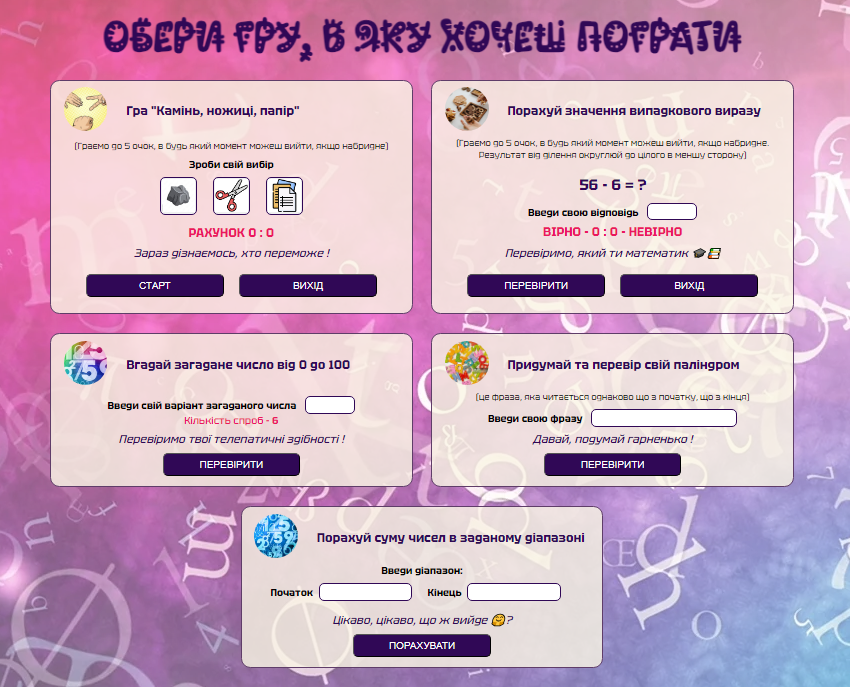 ОБЕРИ ГРУ, В ЯКУ ХОЧЕШ ПОГРАТИ
Гра "Камінь, ножиці, папір"
(Граємо до 5 очок, в будь який момент можеш вийти, якщо набридне)
Зроби свій вибір
РАХУНОК 0 : 0
Зараз дізнаємось, хто переможе !
СТАРТ ВИХІД
Порахуй значення випадкового виразу
(Граємо до 5 очок, в будь який момент можеш вийти, якщо набридне.
Результат від ділення округлюй до цілого в меншу сторону)
56 - 6 = ?
Введи свою відповідь
ВІРНО - 0 : 0 - НЕВІРНО
Перевіримо, який ти математик 🎓📒
ПЕРЕВІРИТИ ВИХІД
Вгадай загадане число від 0 до 100
Введи свій варіант загаданого числа
Кількість спроб - 6
Перевіримо твої телепатичні здібності !
ПЕРЕВІРИТИ
Придумай та перевір свій паліндром
(це фраза, яка читається однаково що з початку, що з кінця)
Введи свою фразу
Давай, подумай гарненько !
ПЕРЕВІРИТИ
Порахуй суму чисел в заданому діапазоні
Введи діапазон:
Початок Кінець
Цікаво, цікаво, що ж вийде 🤗?
ПОРАХУВАТИ